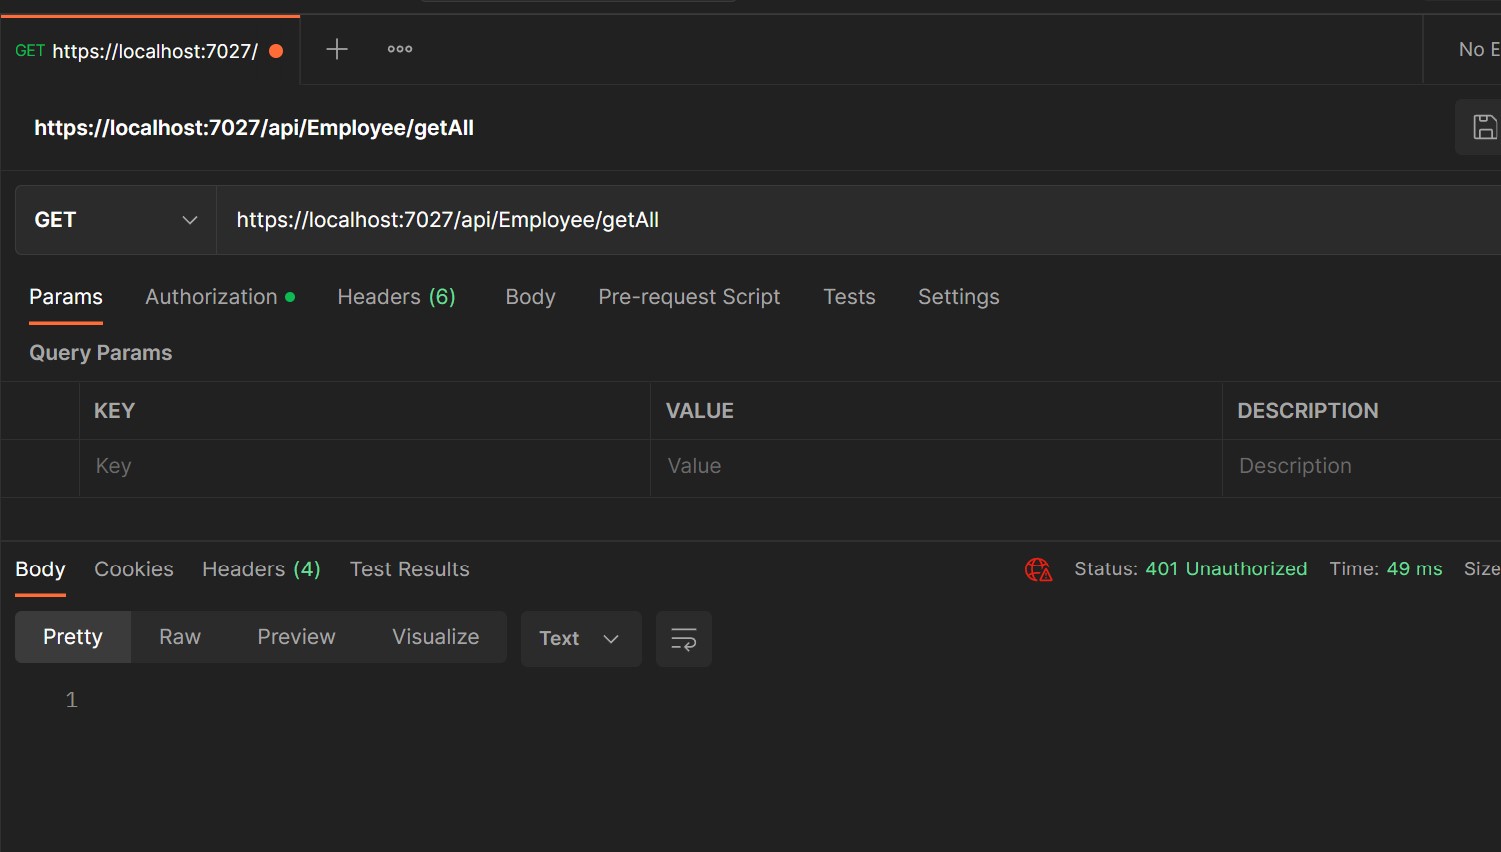 GET https://localhost:7027/
No E
https://localhost:7027/api/Employee/getAll
GET https://localhost:7027/api/Employee/getAll
Params Authorization Headers (6) Body Pre-request Script Tests Settings
Query Params
KEY VALUE DESCRIPTION
Key Value Description
Body Cookies Headers (4) Test Results Status: 401 Unauthorized Time: 49 ms Size
Pretty Raw Preview Visualize Text
1